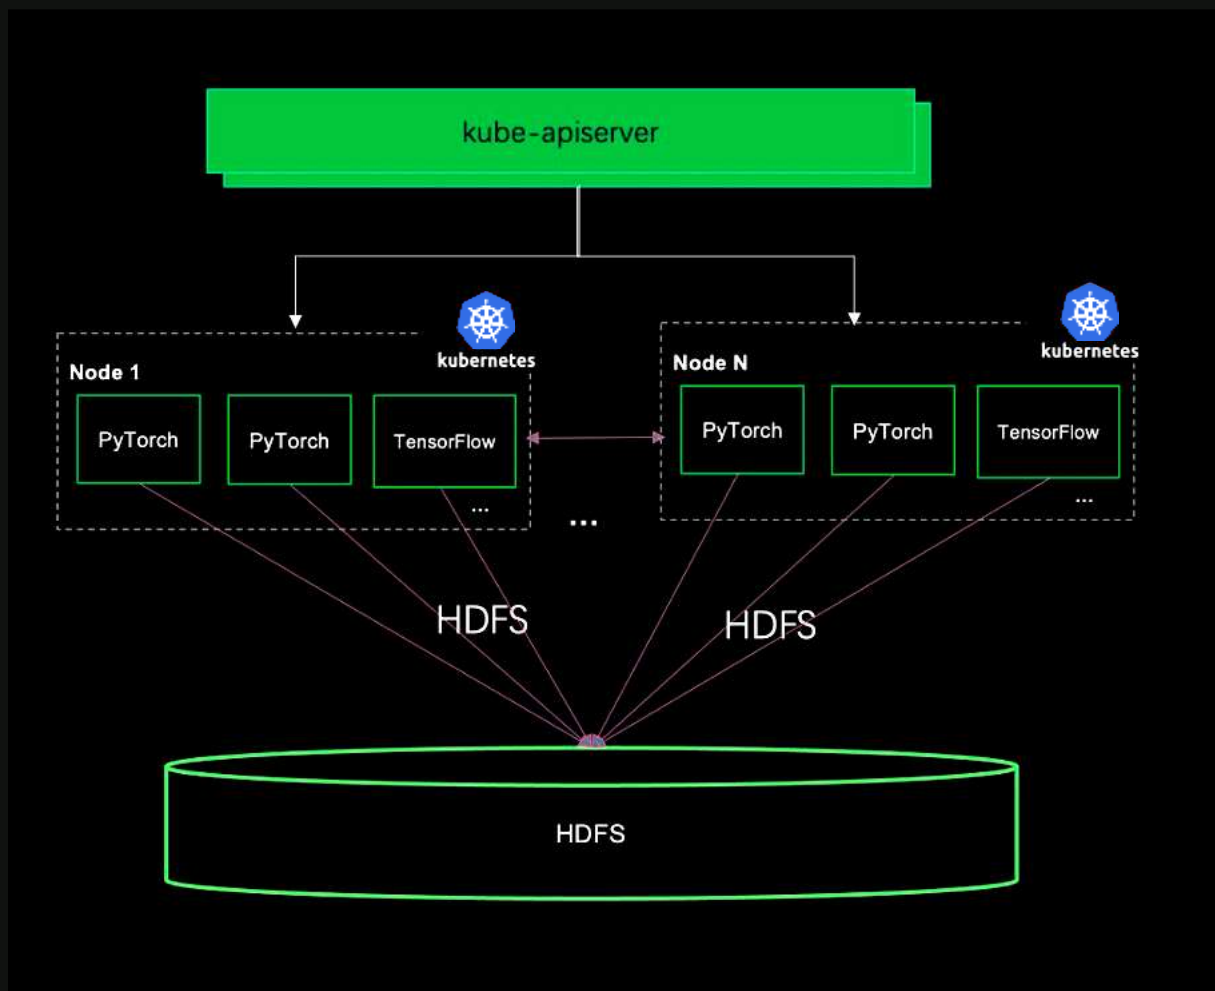 kube-apiserver
kubernetes
kubernetes
Node 1
Node N
PyTorch
PyTorch
TensorFlow
PyTorch
PyTorch
TensorFlow
...
...
...
HDFS
HDFS
HDFS